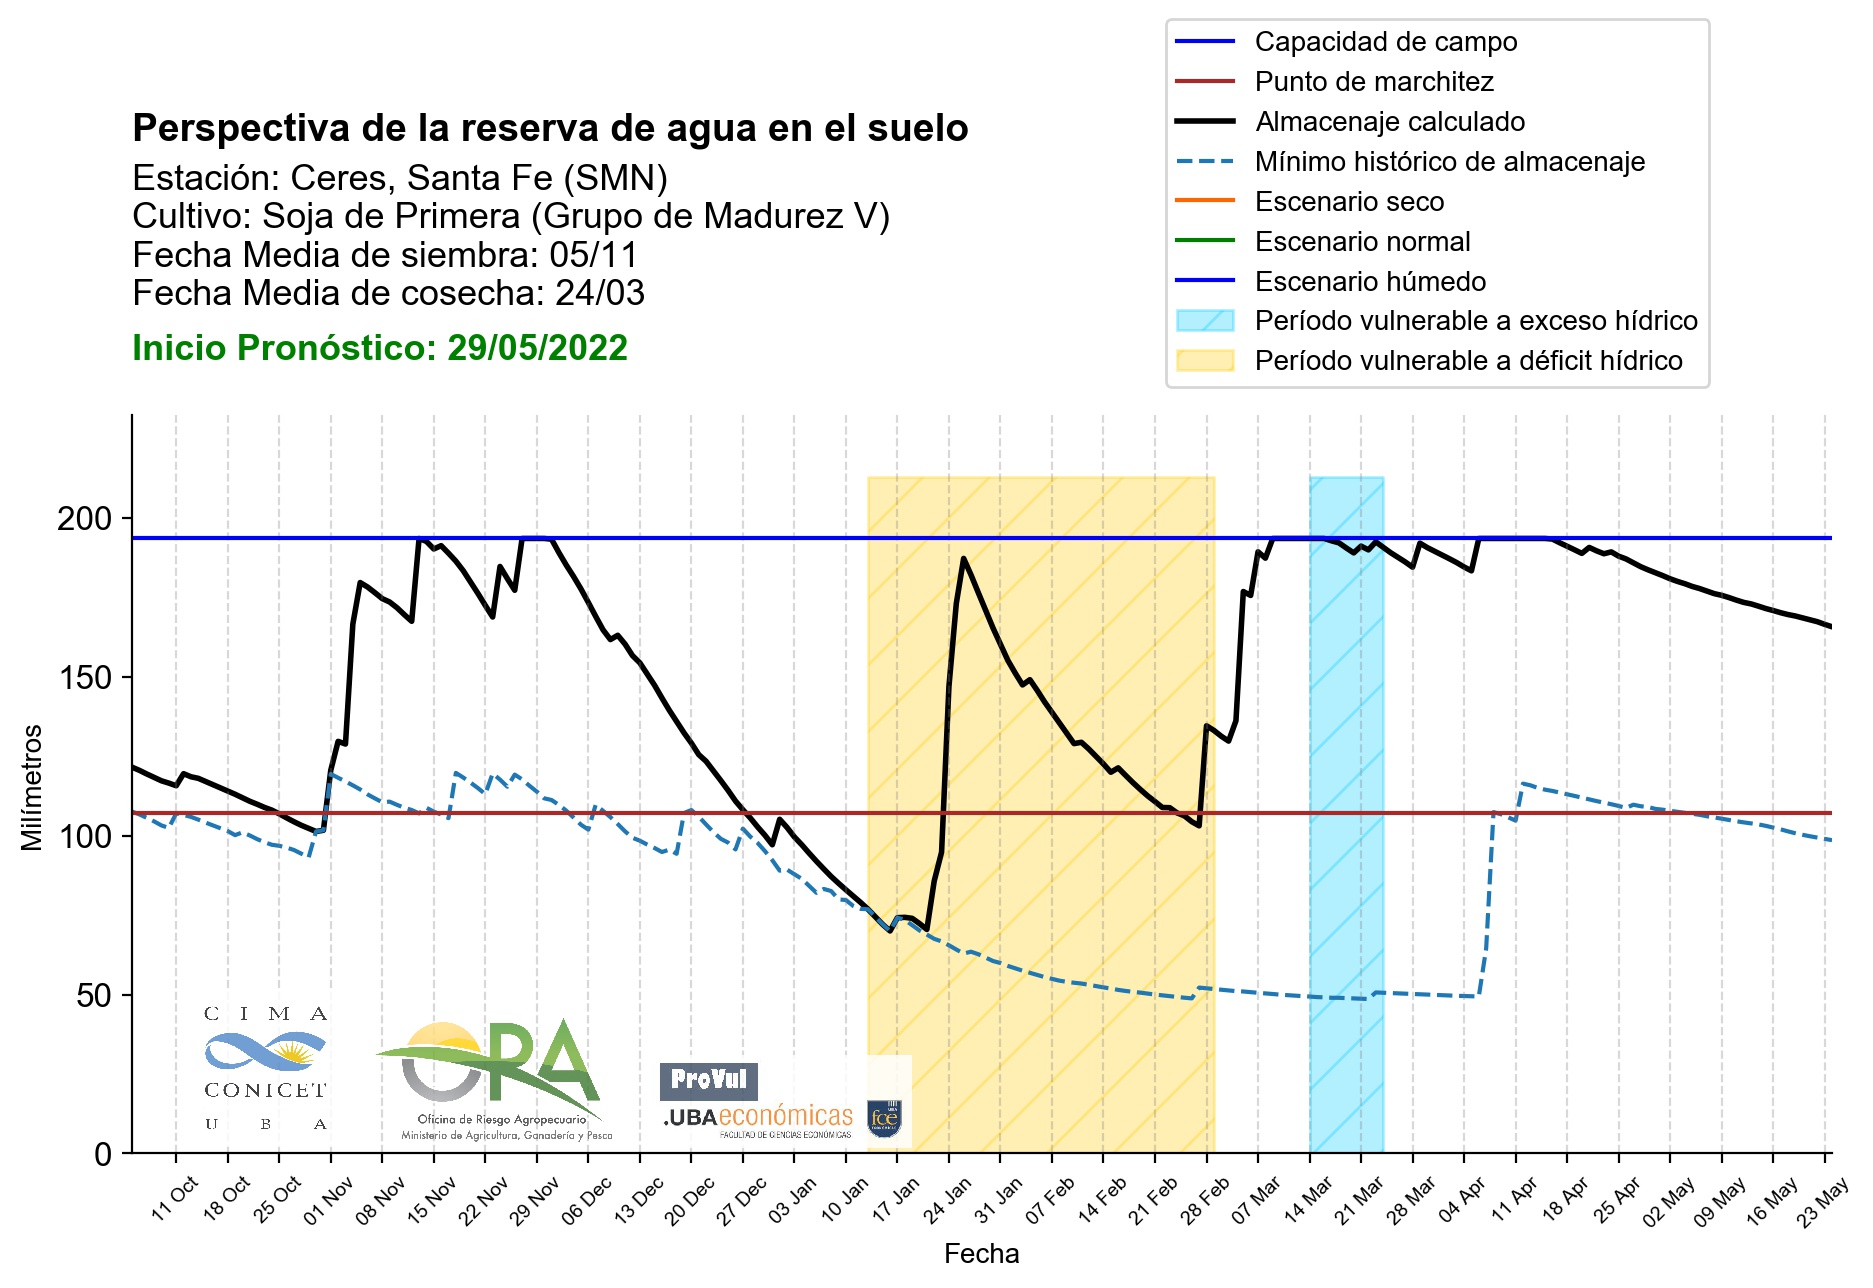 Capacidad de campo
Punto de marchitez
Almacenaje calculado
Mínimo histórico de almacenaje
Escenario seco
Escenario normal
Escenario húmedo
Período vulnerable a exceso hídrico
Período vulnerable a déficit hídrico
Perspectiva de la reserva de agua en el suelo
Estación: Ceres, Santa Fe (SMN)
Cultivo: Soja de Primera (Grupo de Madurez V)
Fecha Media de siembra: 05/11
Fecha Media de cosecha: 24/03
Inicio Pronóstico: 29/05/2022
Milímetros
200
150
100
50
0
CIMA
CONICET
UBA
ORA
Oficina de Riesgo Agropecuario
Ministerio de Agricultura, Ganadería y Pesca
ProVul
.UBAeconómicas
FACULTAD DE CIENCIAS ECONÓMICAS
fce
11 Oct
18 Oct
25 Oct
01 Nov
08 Nov
15 Nov
22 Nov
29 Nov
06 Dec
13 Dec
20 Dec
27 Dec
03 Jan
10 Jan
17 Jan
24 Jan
31 Jan
07 Feb
14 Feb
21 Feb
28 Feb
07 Mar
14 Mar
21 Mar
28 Mar
04 Apr
11 Apr
18 Apr
25 Apr
02 May
09 May
16 May
23 May
Fecha